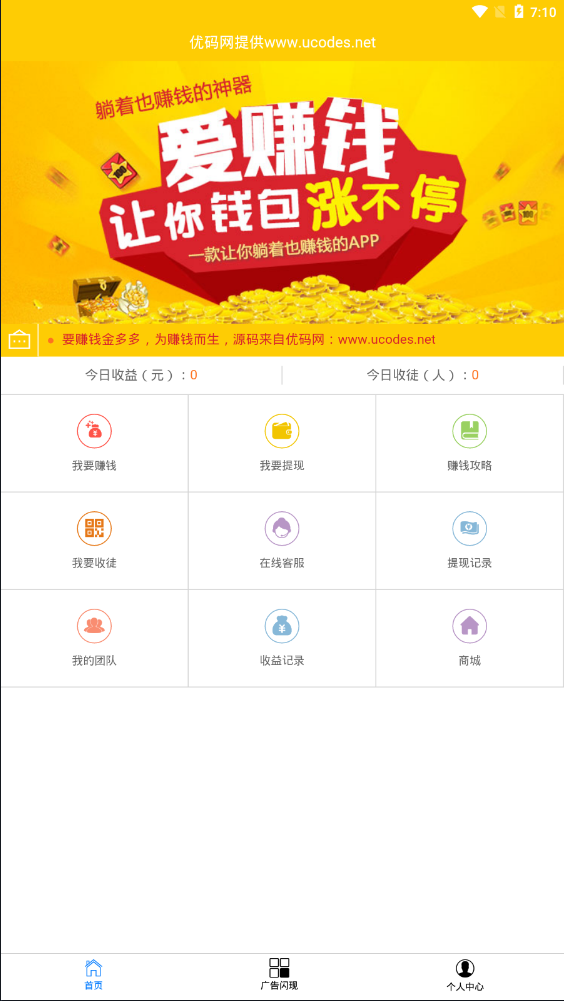 7:10
优码网提供www.ucodes.net
躺着也赚钱的神器
爱赚钱
让你钱包涨不停
一款让你躺着也赚钱的APP
要赚钱金多多，为赚钱而生，源码来自优码网：www.ucodes.net
今日收益（元）：0
今日收徒（人）：0
我要赚钱
我要提现
赚钱攻略
我要收徒
在线客服
提现记录
我的团队
收益记录
商城
首页
广告闪现
个人中心